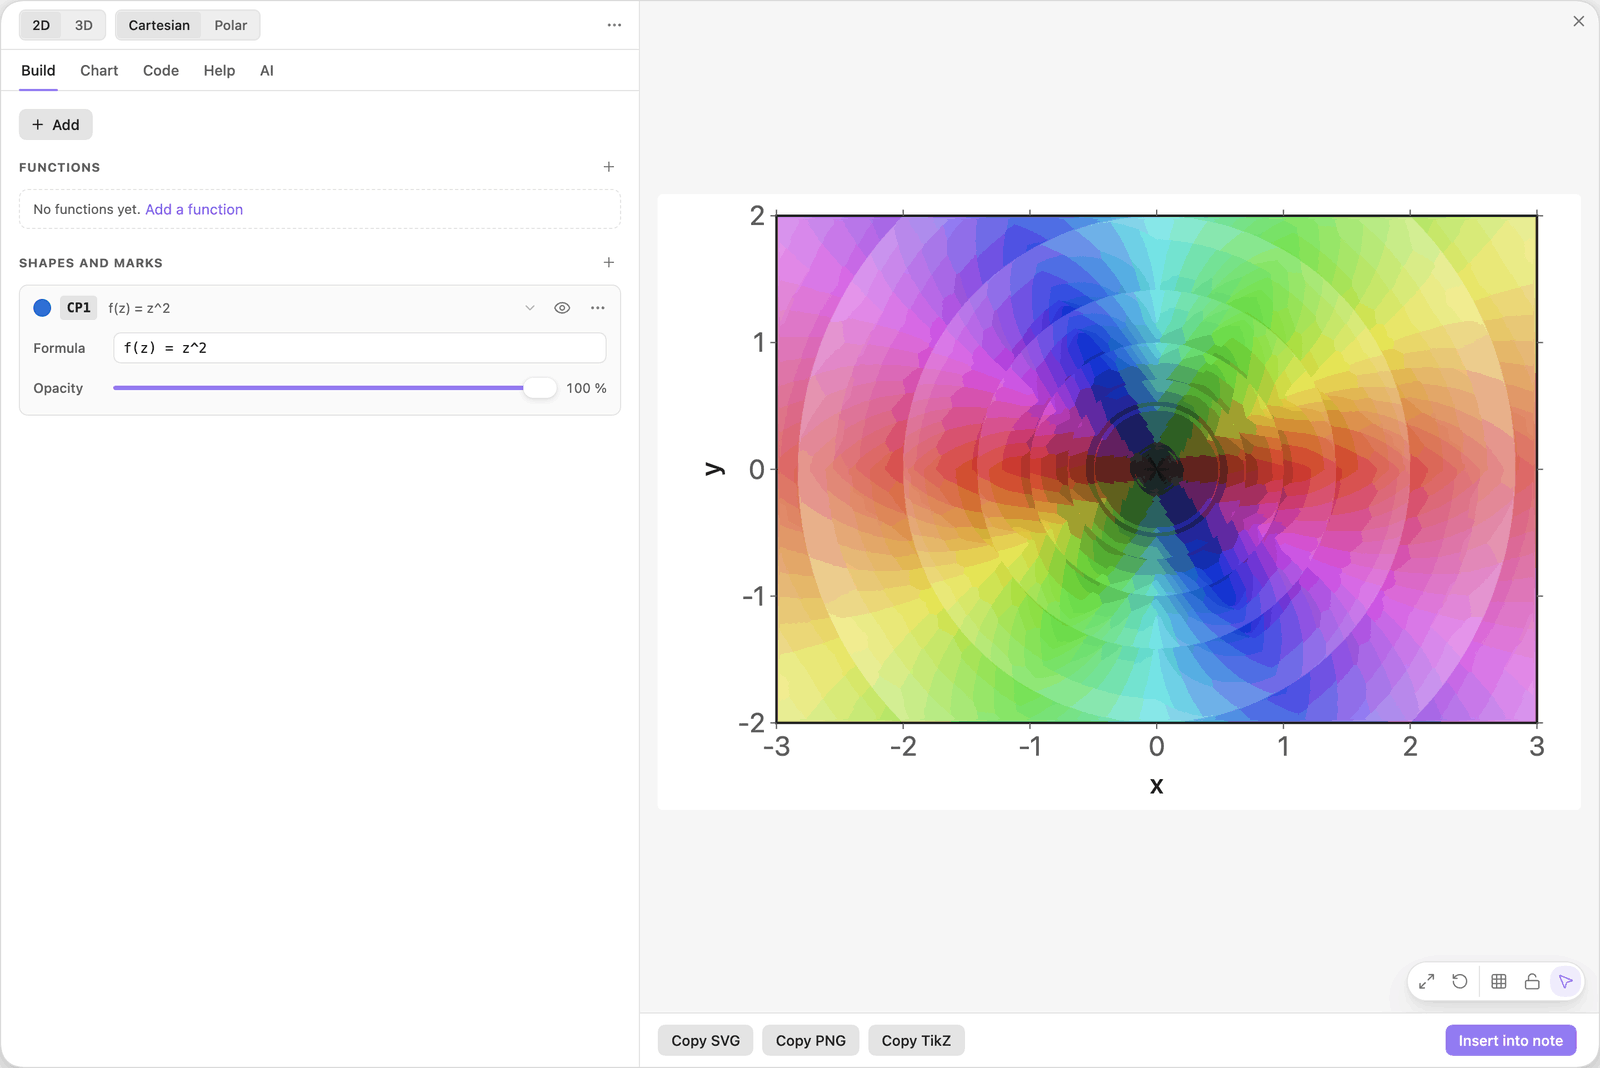 2D 3D Cartesian Polar
Build Chart Code Help AI
+ Add
FUNCTIONS
No functions yet. Add a function
SHAPES AND MARKS
CP1 f(z) = z^2
Formula f(z) = z^2
Opacity 100 %
2
1
0
-1
-2
y
-3 -2 -1 0 1 2 3
x
Copy SVG Copy PNG Copy TikZ Insert into note